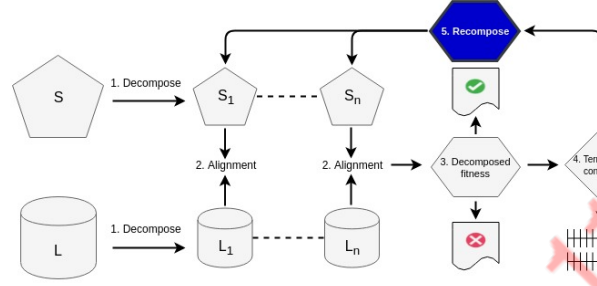 5. Recompose
S
1. Decompose
S1
Sn
2. Alignment
2. Alignment
3. Decomposed
fitness
L
1. Decompose
L1
Ln